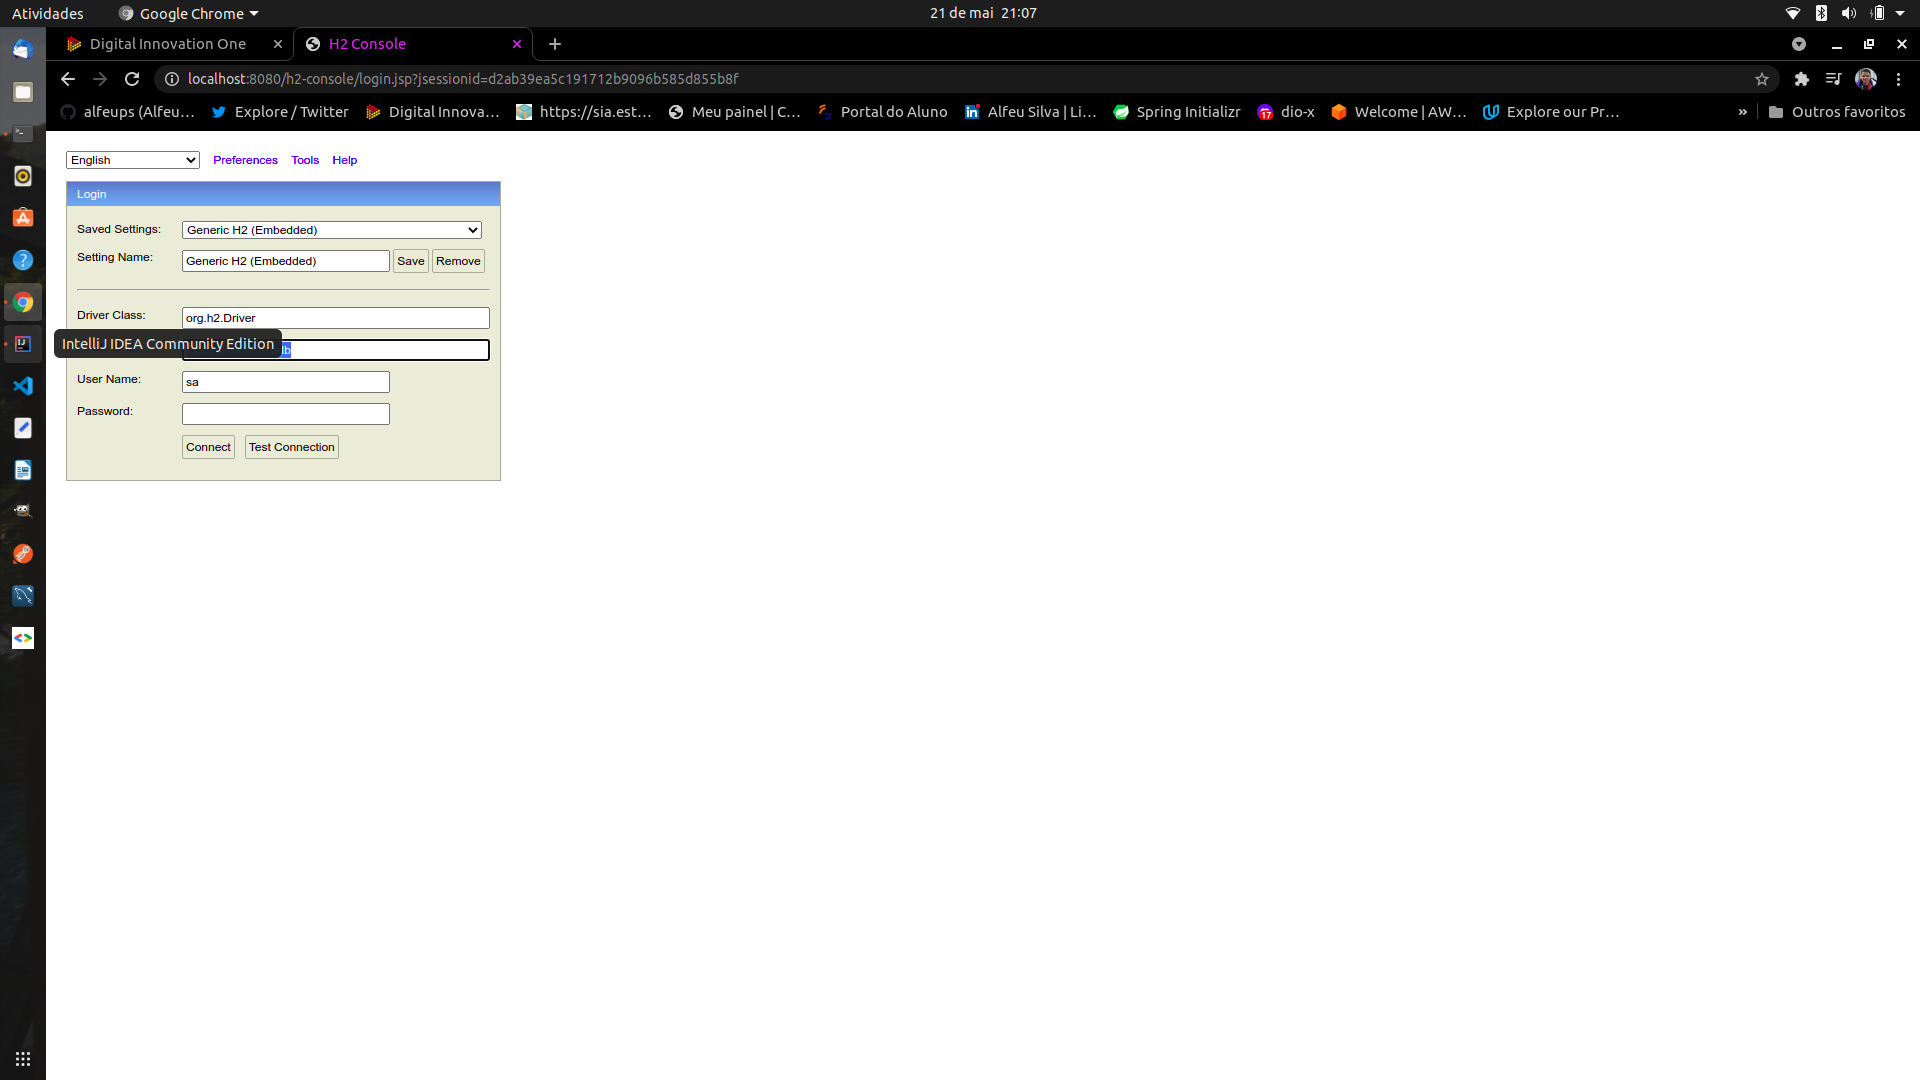 Atividades
Google Chrome
21 de mai 21:07
Digital Innovation One
H2 Console
localhost:8080/h2-console/login.jsp?jsessionid=d2ab39ea5c191712b9096b585d855b8f
alfeups (Alfeu...
Explore / Twitter
Digital Innova...
https://sia.est...
Meu painel | C...
Portal do Aluno
Alfeu Silva | Li...
Spring Initializr
dio-x
Welcome | AW...
Explore our Pr...
»
Outros favoritos
English
Preferences
Tools
Help
Login
Saved Settings:
Generic H2 (Embedded)
Setting Name:
Generic H2 (Embedded)
Save
Remove
Driver Class:
org.h2.Driver
IntelliJ IDEA Community Edition
User Name:
sa
Password:
Connect
Test Connection